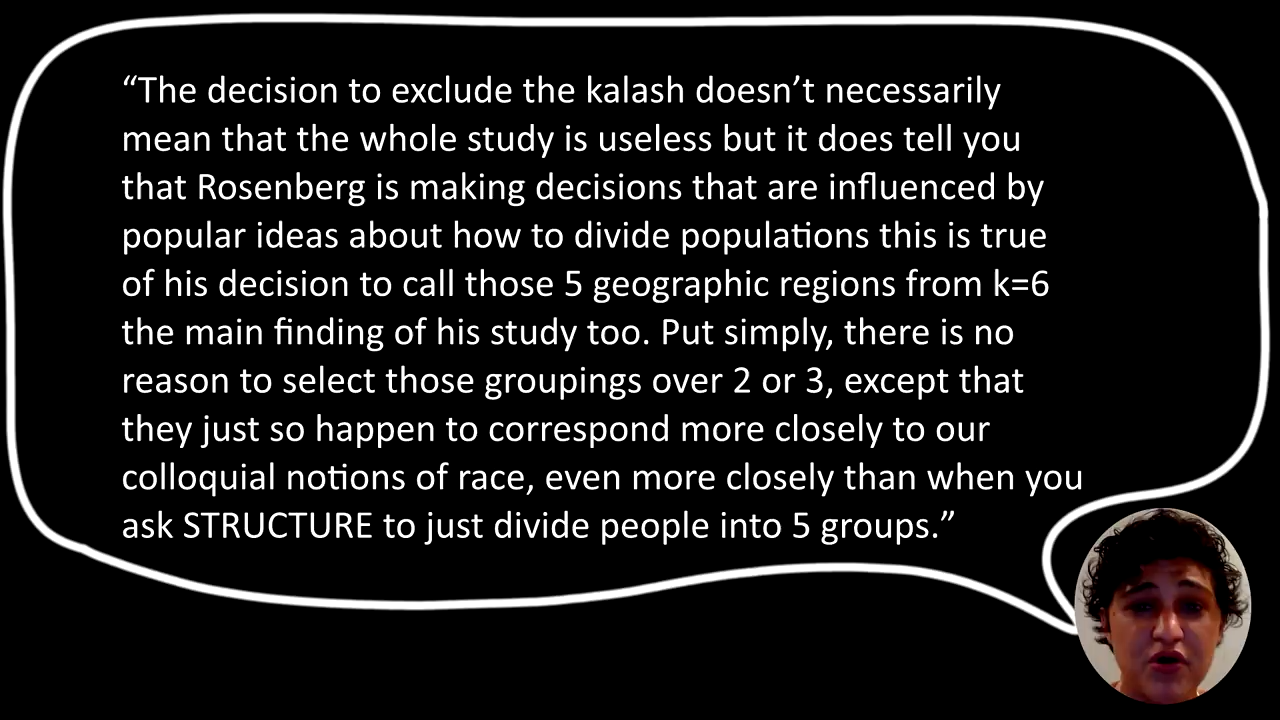 “The decision to exclude the kalash doesn’t necessarily
mean that the whole study is useless but it does tell you
that Rosenberg is making decisions that are influenced by
popular ideas about how to divide populations this is true
of his decision to call those 5 geographic regions from k=6
the main finding of his study too. Put simply, there is no
reason to select those groupings over 2 or 3, except that
they just so happen to correspond more closely to our
colloquial notions of race, even more closely than when you
ask STRUCTURE to just divide people into 5 groups.”